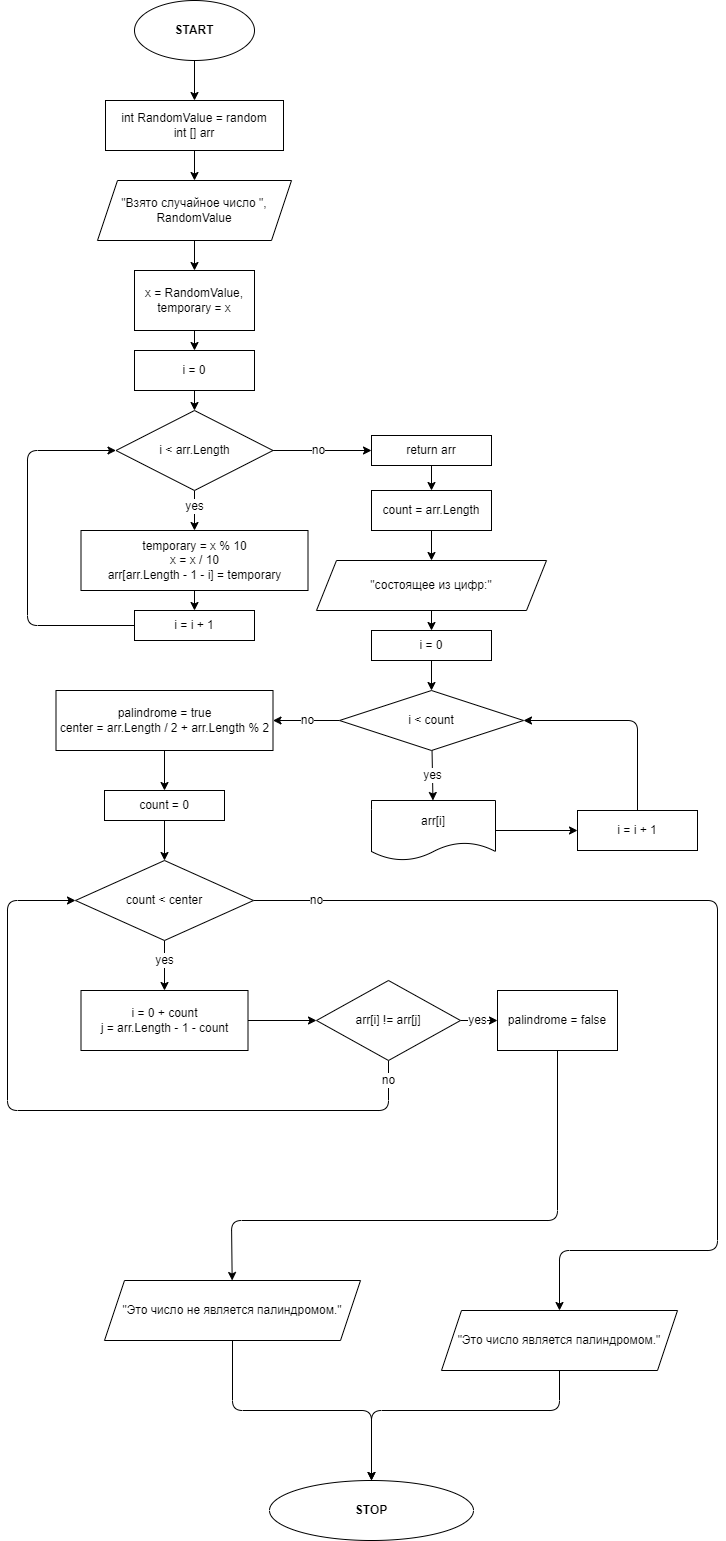 START
int RandomValue = random
int [] arr
"Взято случайное число ",
RandomValue
x = RandomValue,
temporary = x
i = 0
i < arr.Length
no
return arr
yes
count = arr.Length
temporary = x % 10
x = x / 10
arr[arr.Length - 1 - i] = temporary
"состоящее из цифр:"
i = i + 1
i = 0
palindrome = true
center = arr.Length / 2 + arr.Length % 2
no
i < count
yes
count = 0
arr[i]
i = i + 1
count < center
no
yes
i = 0 + count
j = arr.Length - 1 - count
arr[i] != arr[j]
yes
palindrome = false
no
"Это число не является палиндромом."
"Это число является палиндромом."
STOP